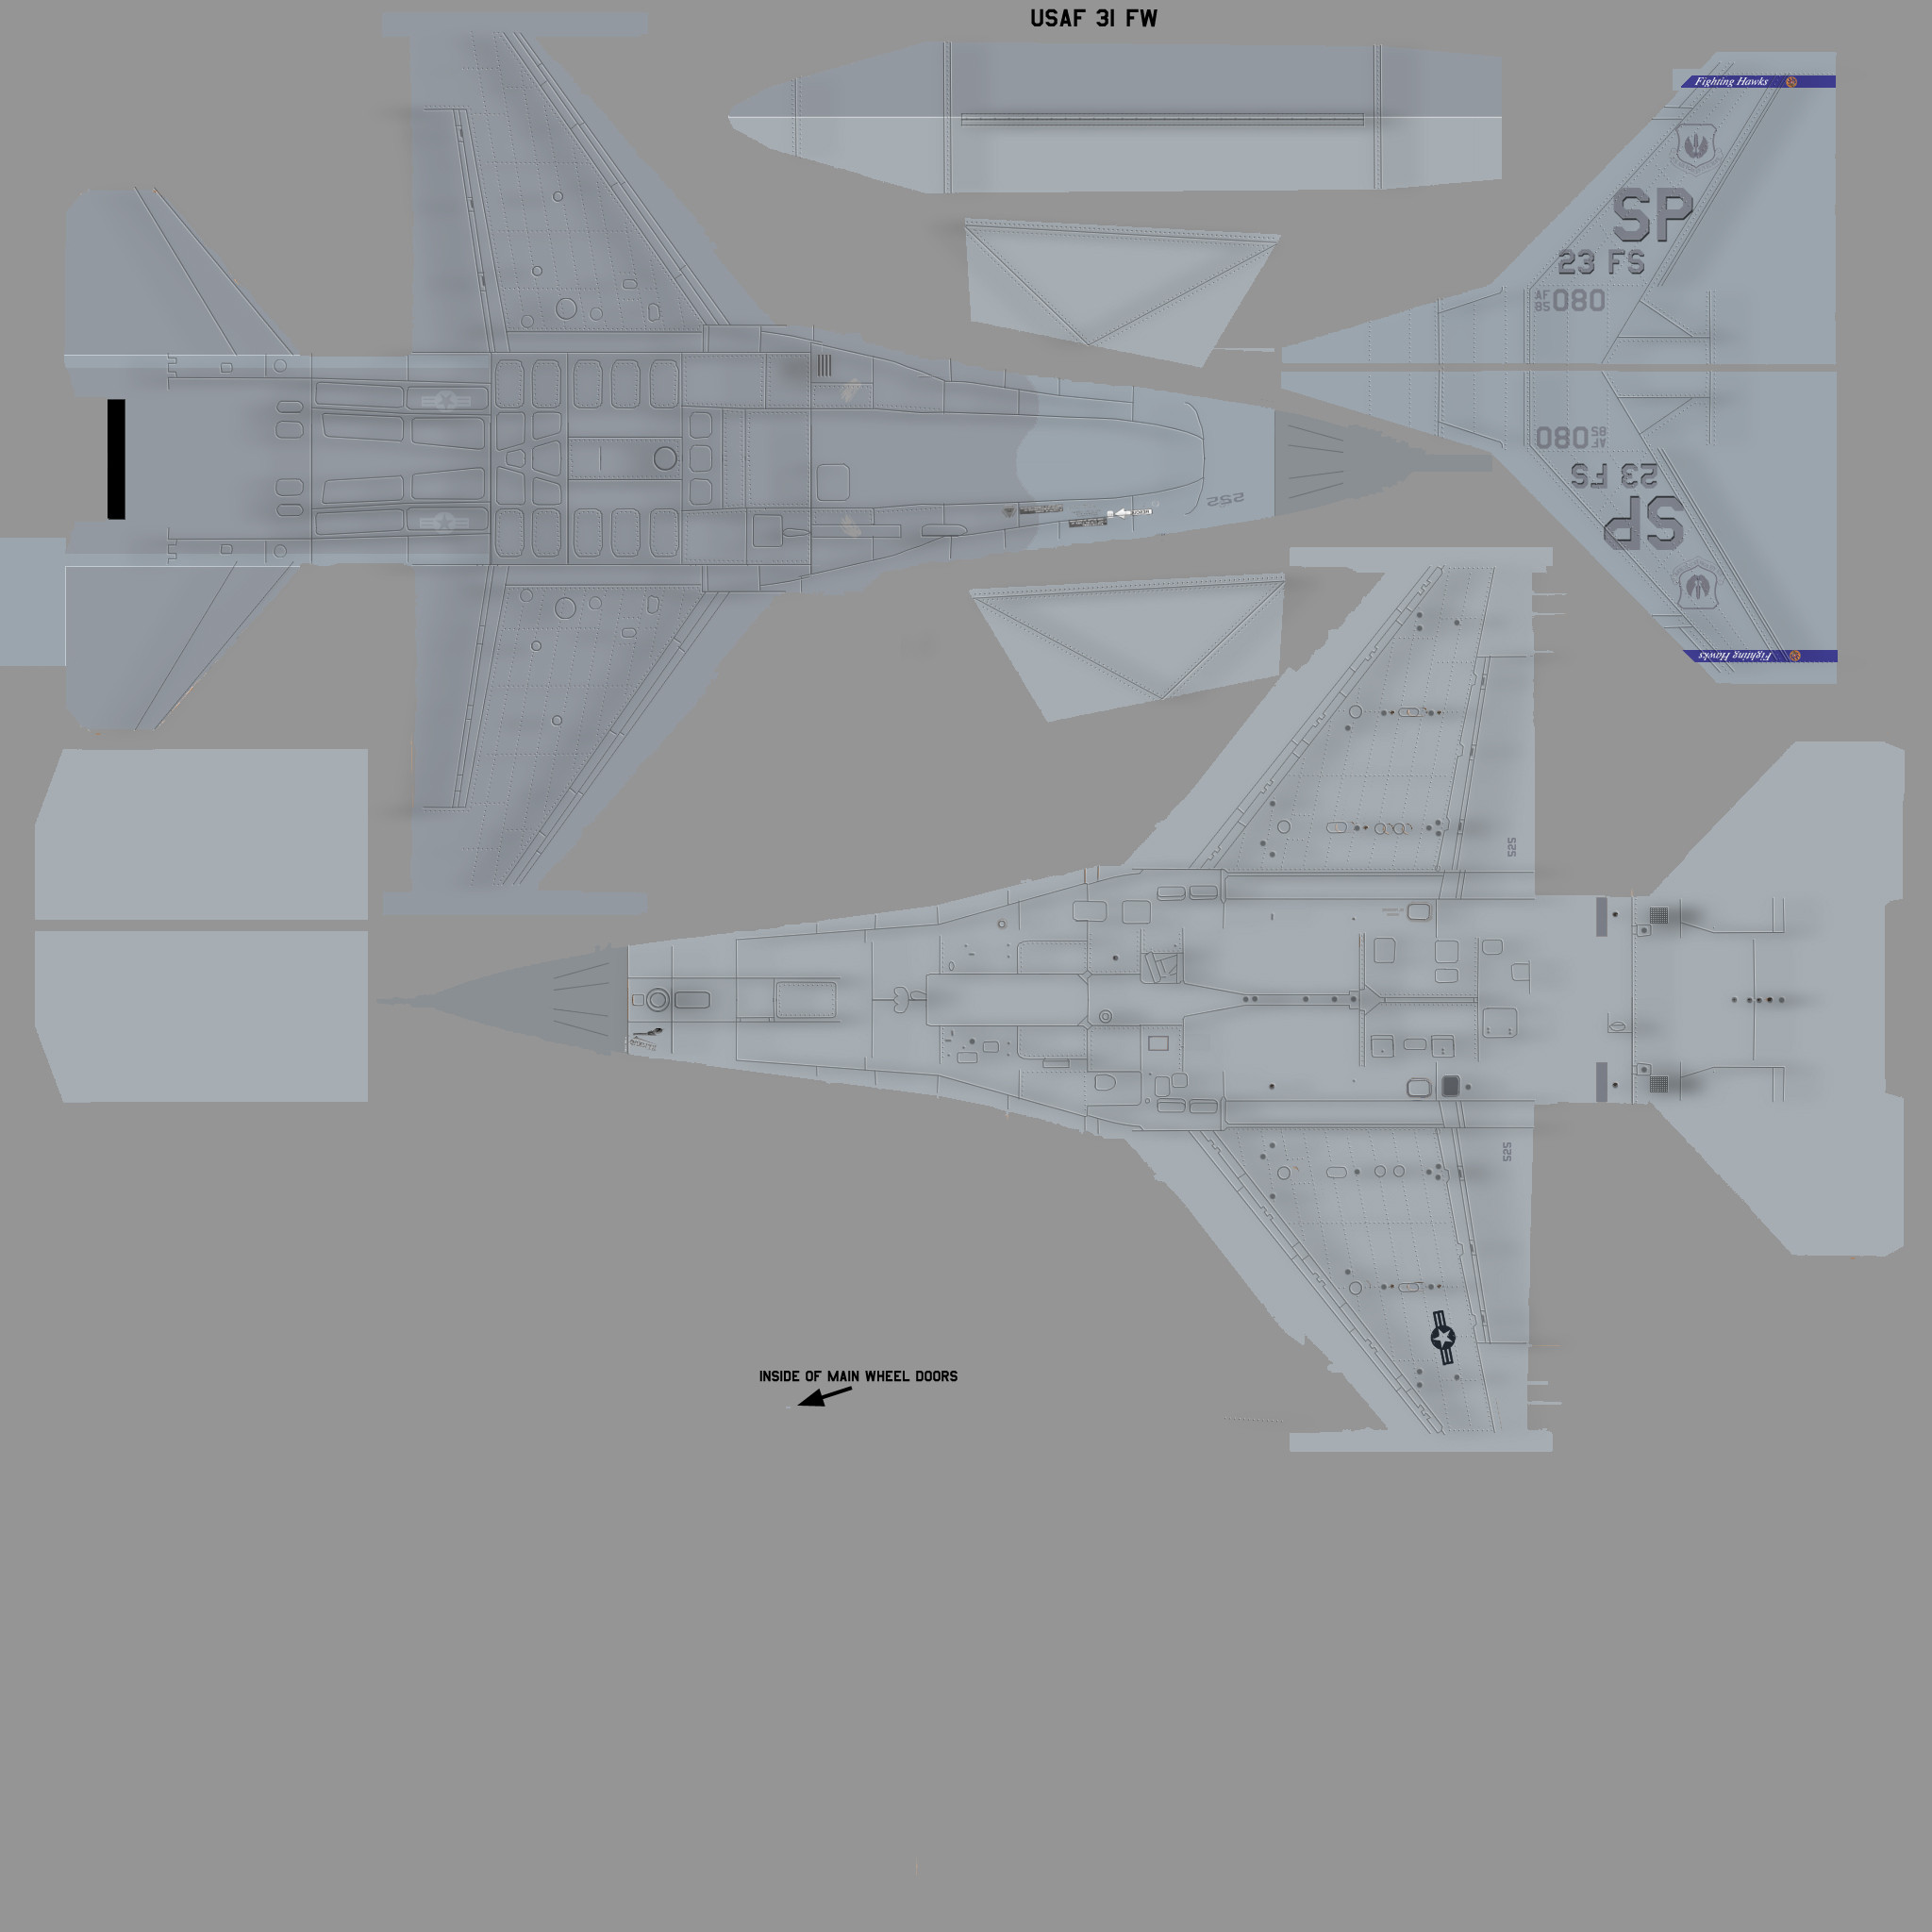 USAF 31 FW
Fighting Hawks
SP
23 FS
AF
85 080
252
080 AF
85
23 FS
SP
Fighting Hawks
525
525
INSIDE OF MAIN WHEEL DOORS